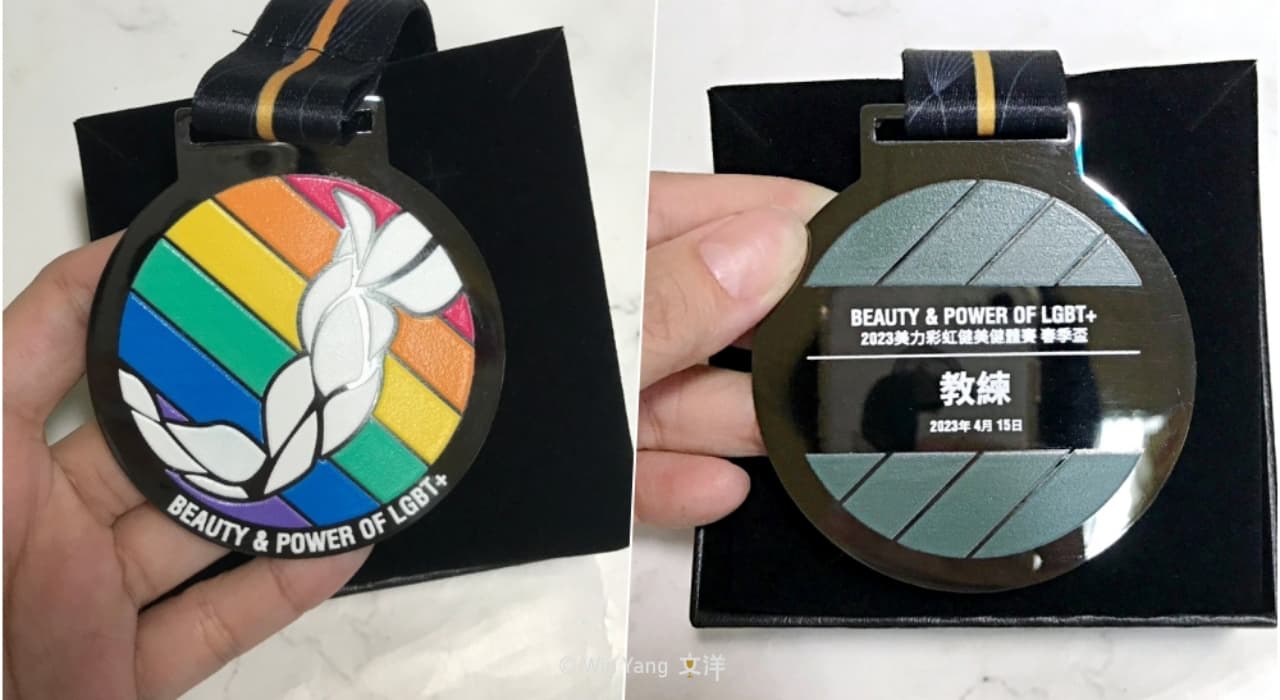 BEAUTY & POWER OF LGBT+
BEAUTY & POWER OF LGBT+
2023美力彩虹健美健體賽 春季盃
教練
2023年 4月 15日
Yang 文洋